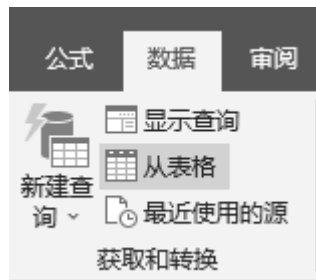 公式 数据 审阅
新建查询
显示查询
从表格
最近使用的源
获取和转换